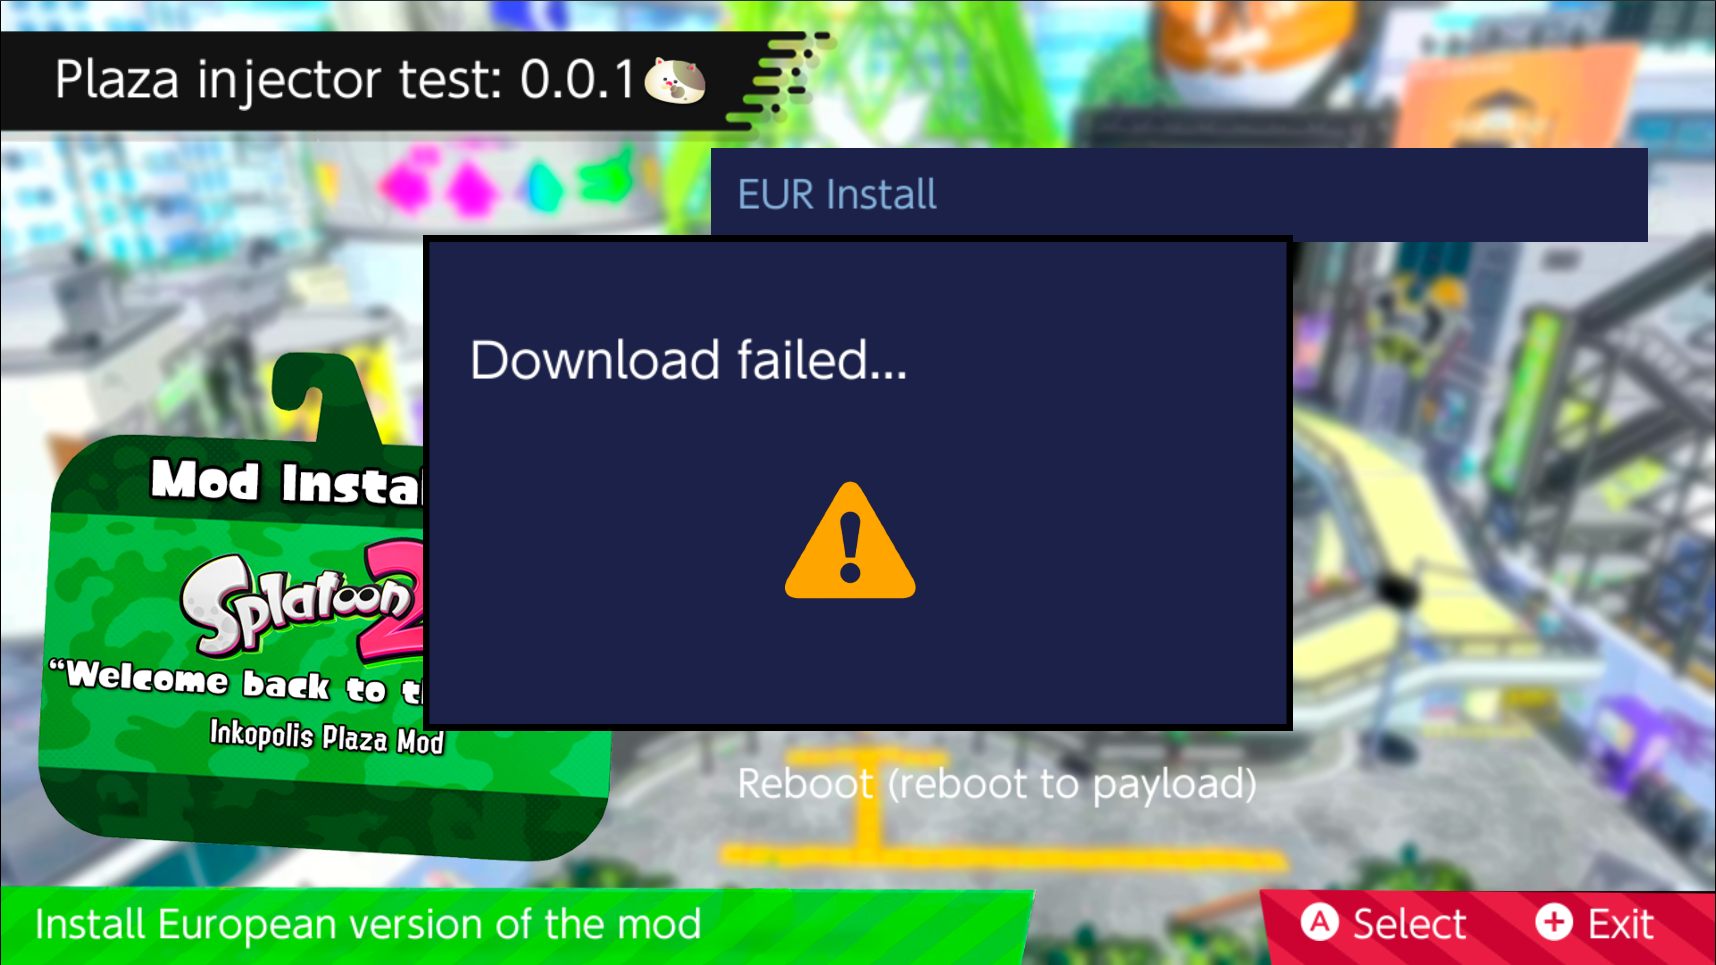 Plaza injector test: 0.0.1
EUR Install
Download failed...
Mod Insta
Splatoon 2
“Welcome back to t
Inkopolis Plaza Mod
Reboot (reboot to payload)
Install European version of the mod
A Select
+ Exit